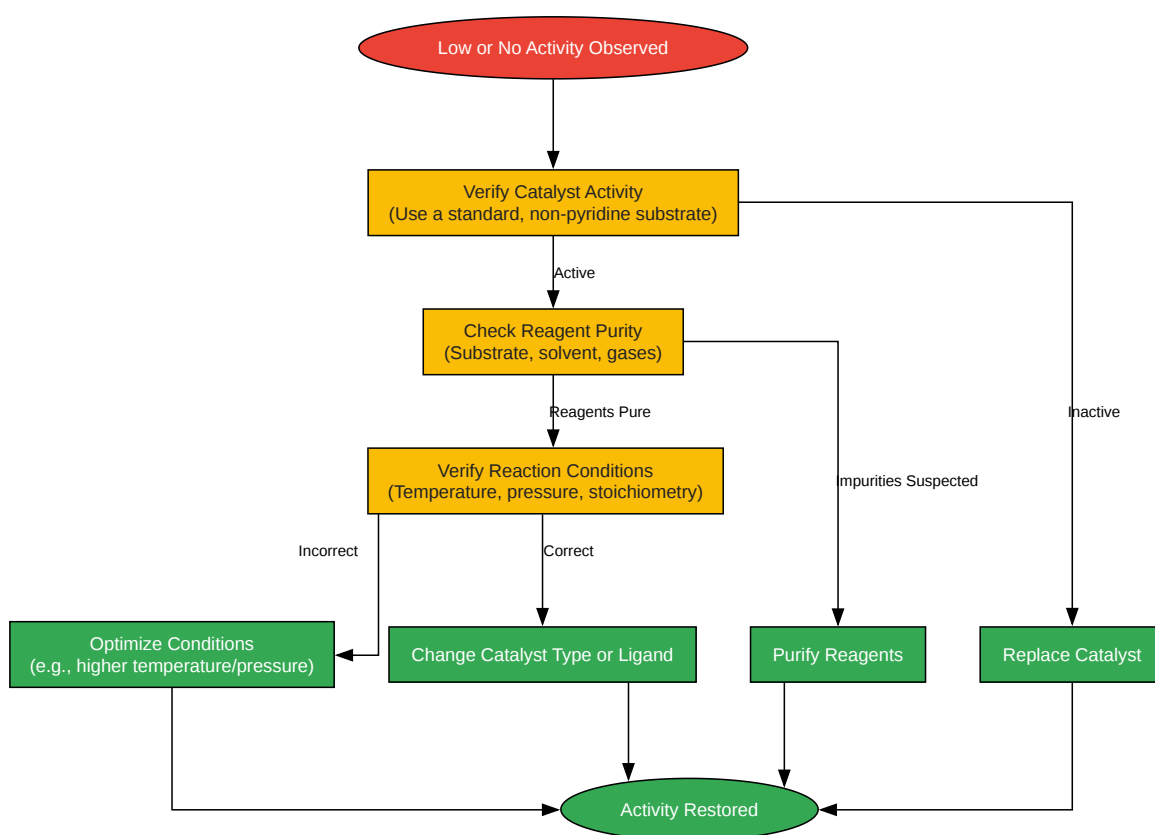 Low or No Activity Observed
Verify Catalyst Activity
(Use a standard, non-pyridine substrate)
Active
Check Reagent Purity
(Substrate, solvent, gases)
Reagents Pure
Inactive
Verify Reaction Conditions
(Temperature, pressure, stoichiometry)
Impurities Suspected
Incorrect
Correct
Optimize Conditions
(e.g., higher temperature/pressure)
Change Catalyst Type or Ligand
Purify Reagents
Replace Catalyst
Activity Restored